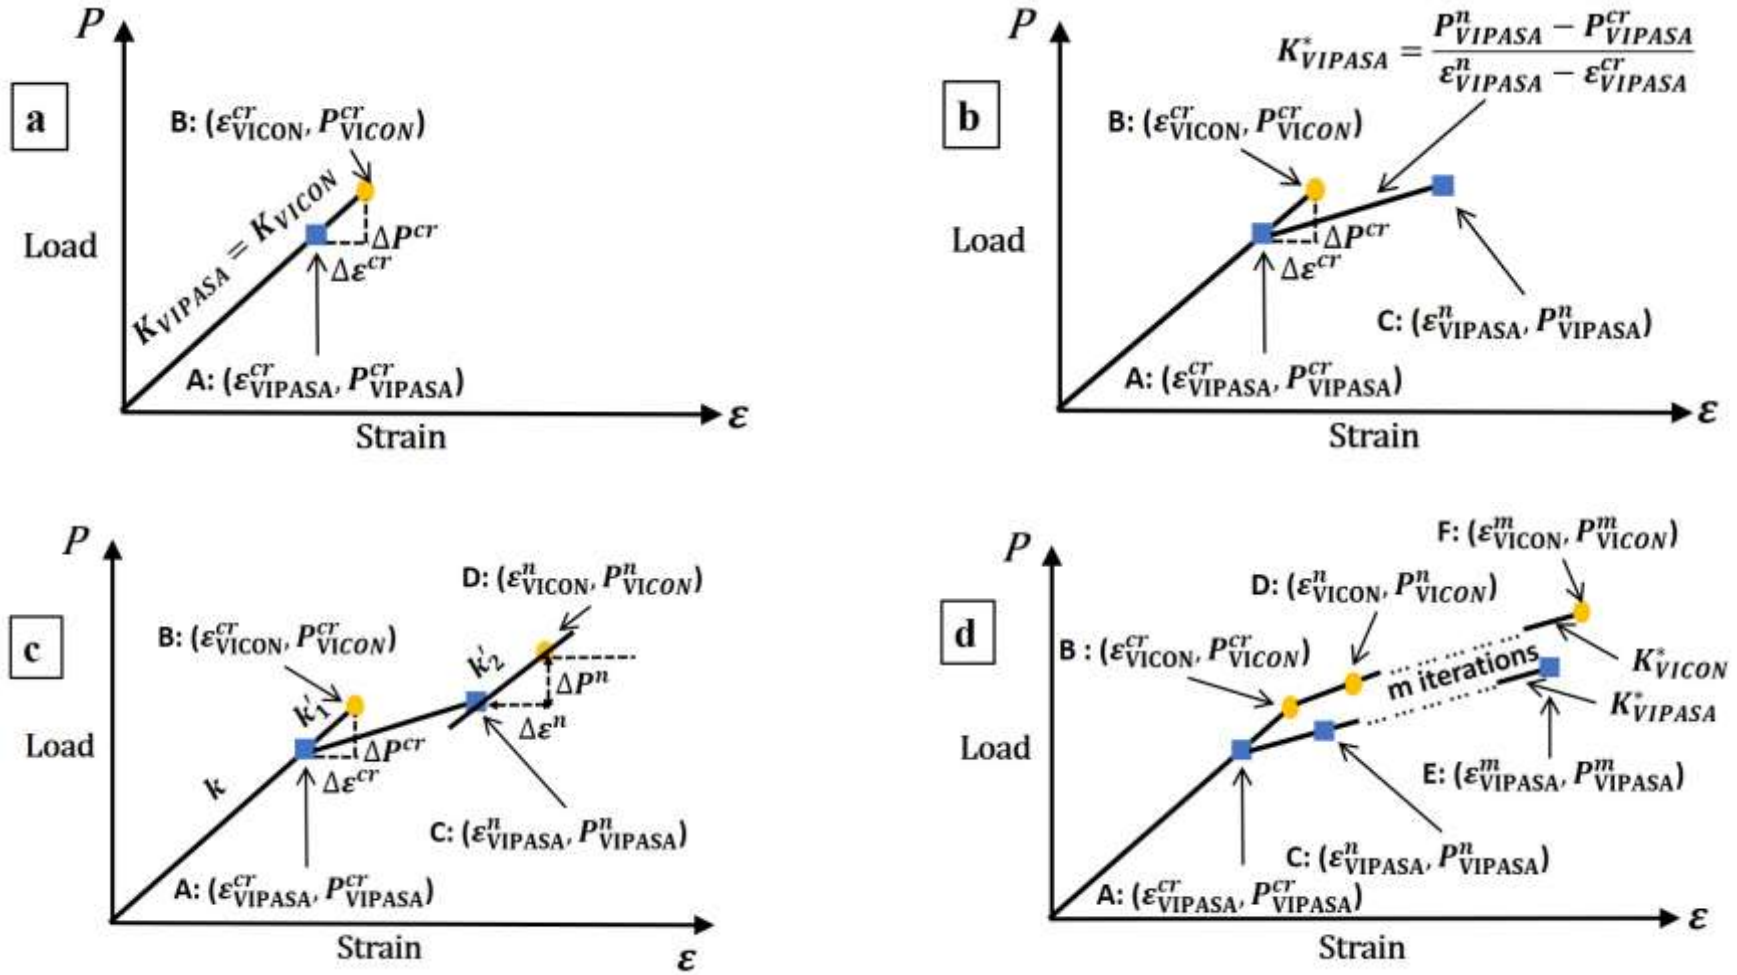 P
a
B: (ε^cr_VICON, P^cr_VICON)
K_VIPASA = K_VICON
Load
ΔP^cr
Δε^cr
A: (ε^cr_VIPASA, P^cr_VIPASA)
ε
Strain
P
K*_VIPASA = (P^n_VIPASA − P^cr_VIPASA) / (ε^n_VIPASA − ε^cr_VIPASA)
b
B: (ε^cr_VICON, P^cr_VICON)
Load
ΔP^cr
Δε^cr
C: (ε^n_VIPASA, P^n_VIPASA)
A: (ε^cr_VIPASA, P^cr_VIPASA)
ε
Strain
P
c
D: (ε^n_VICON, P^n_VICON)
B: (ε^cr_VICON, P^cr_VICON)
k'_2
k'_1
ΔP^n
Δε^n
Load
ΔP^cr
Δε^cr
k
C: (ε^n_VIPASA, P^n_VIPASA)
A: (ε^cr_VIPASA, P^cr_VIPASA)
Strain
ε
P
F: (ε^m_VICON, P^m_VICON)
D: (ε^n_VICON, P^n_VICON)
d
B : (ε^cr_VICON, P^cr_VICON)
m iterations
K*_VICON
K*_VIPASA
Load
E: (ε^m_VIPASA, P^m_VIPASA)
C: (ε^n_VIPASA, P^n_VIPASA)
A: (ε^cr_VIPASA, P^cr_VIPASA)
ε
Strain